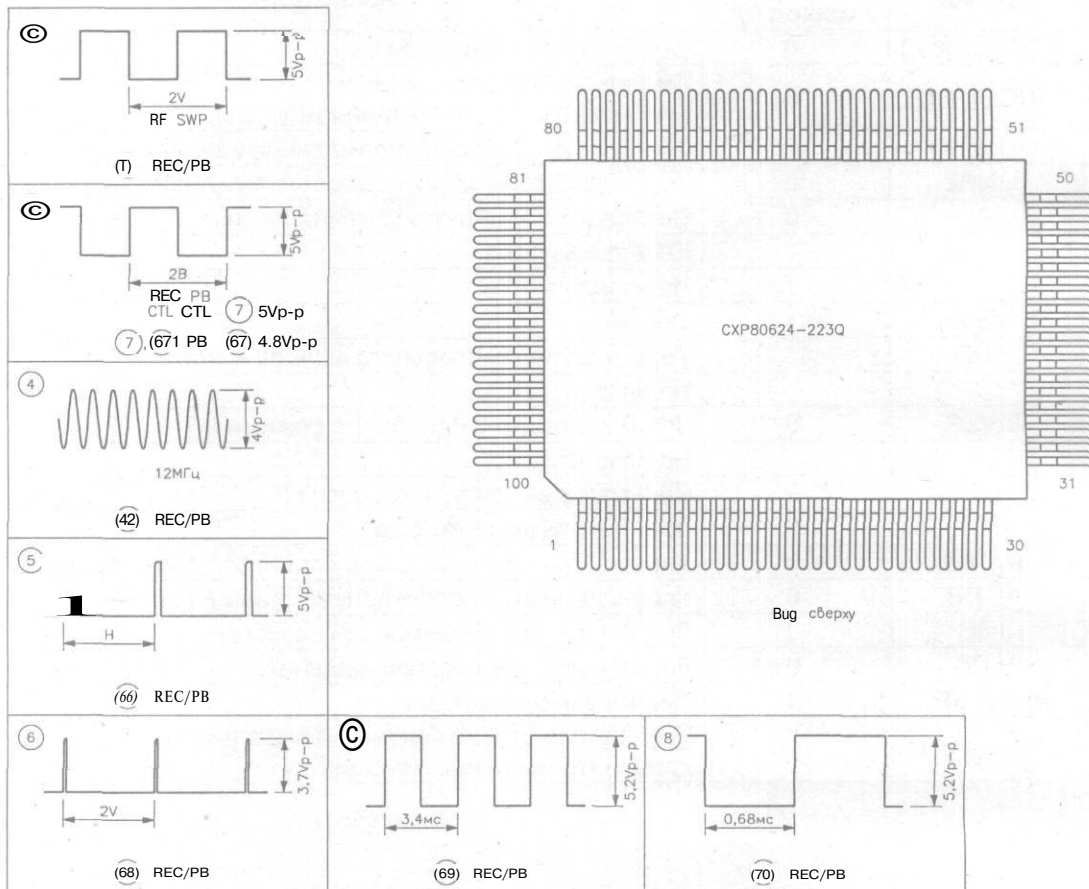 ©
5Vp-p
2V
RF SWP
(T) REC/PB
©
5Vp-p
2B
REC PB
CTL CTL (7) 5Vp-p
(7),(671 PB (67) 4.8Vp-p
4
4Vp-p
12МГц
(42) REC/PB
5
5Vp-p
H
(66) REC/PB
6
3,7Vp-p
2V
(68) REC/PB
©
5,2Vp-p
3,4мс
(69) REC/PB
8
5,2Vp-p
0,68мс
(70) REC/PB
80
51
81
50
CXP80624-223Q
100
31
1
30
Bug сверху